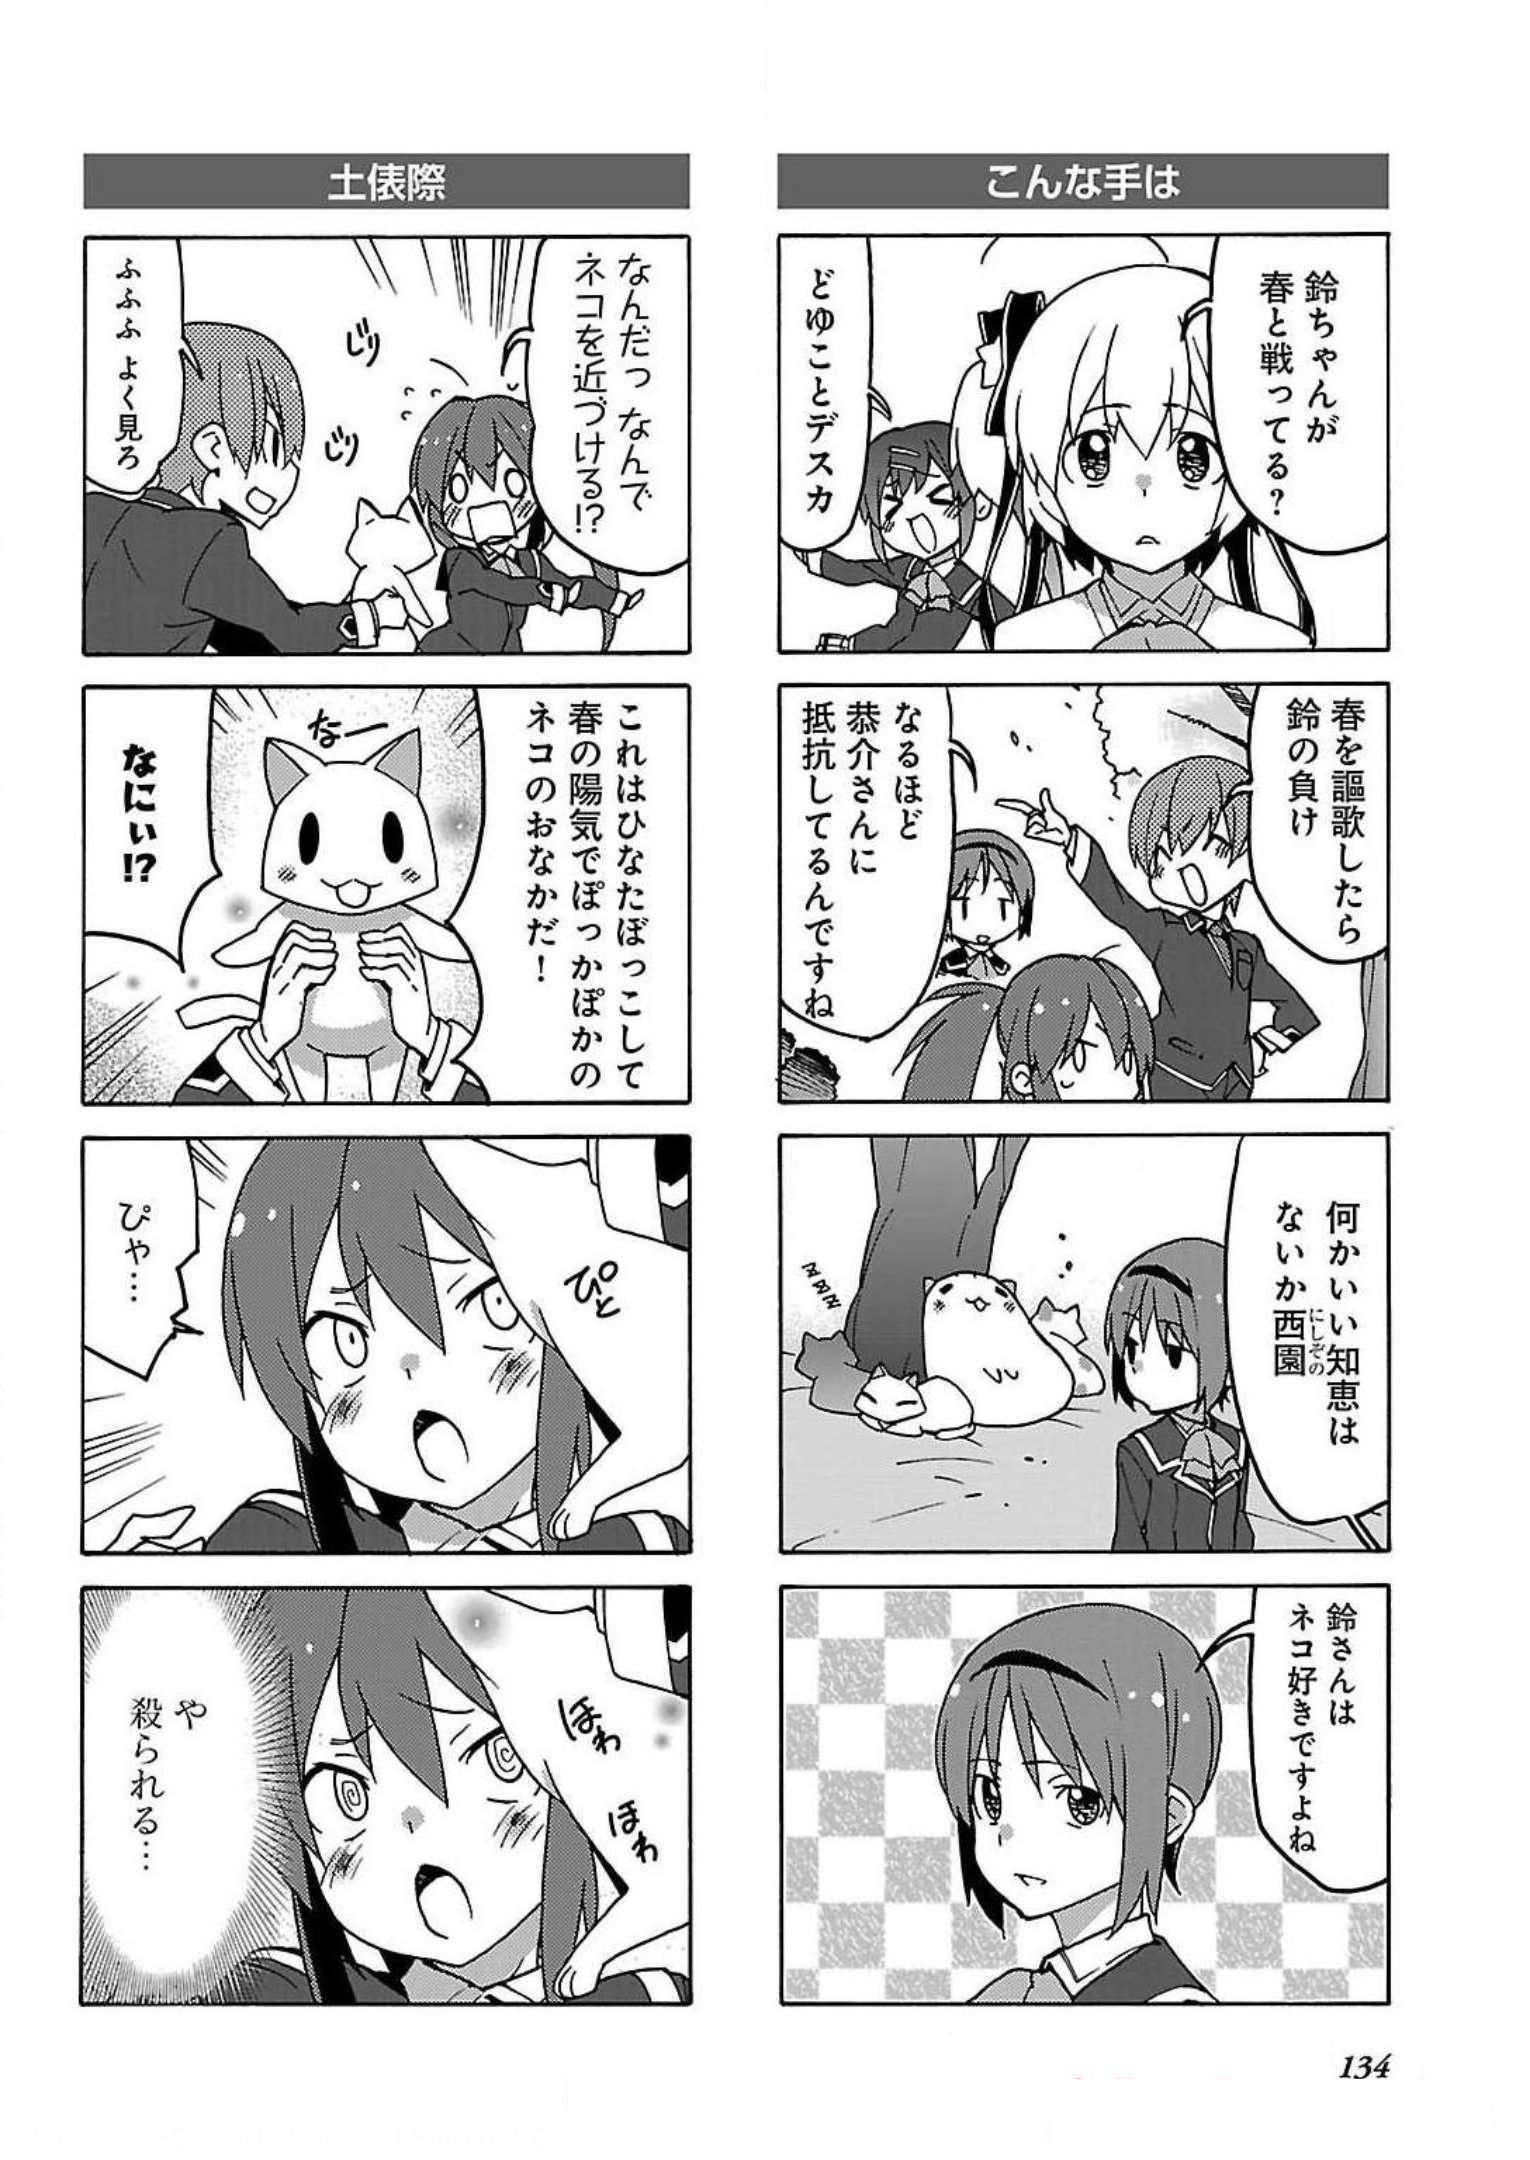 こんな手は
鈴ちゃんが
春と戦ってる?
どゆことデスカ
春を謳歌したら
鈴の負け
なるほど
恭介さんに
抵抗してるんですね
何かいい知恵は
ないか西園
にしぞの
zzzz
鈴さんは
ネコ好きですよね
土俵際
なんだっ なんで
ネコを近づける!?
じり
じり
ふふふ よく見ろ
これはひなたぼっこして
春の陽気でぽっかぽかの
ネコのおなかだ!
なー
なにぃ!?
ぴと
ぴゃ…
ほわ
ほわ
や
殺られる…
134